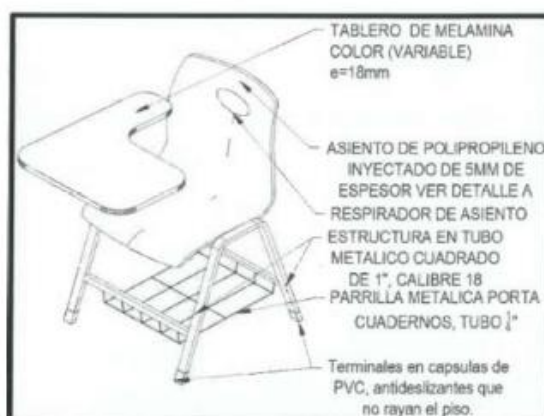 TABLERO DE MELAMINA
COLOR (VARIABLE)
e=18mm
ASIENTO DE POLIPROPILENO
INYECTADO DE 5MM DE
ESPESOR VER DETALLE A
RESPIRADOR DE ASIENTO
ESTRUCTURA EN TUBO
METALICO CUADRADO
DE 1", CALIBRE 18
PARRILLA METALICA PORTA
CUADERNOS, TUBO ¼"
Terminales en capsulas de
PVC, antideslizantes que
no rayan el piso.